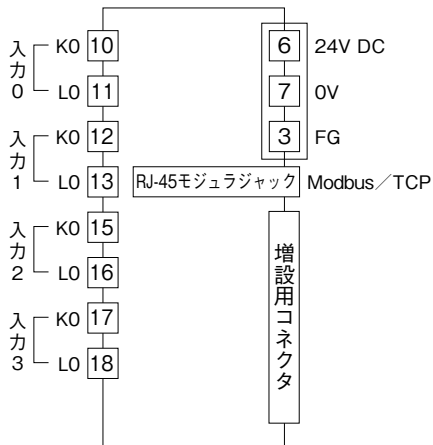 入力0
K0 10
L0 11
入力1
K0 12
L0 13
入力2
K0 15
L0 16
入力3
K0 17
L0 18
6 24V DC
7 0V
3 FG
RJ-45モジュラジャック Modbus／TCP
増設用コネクタ